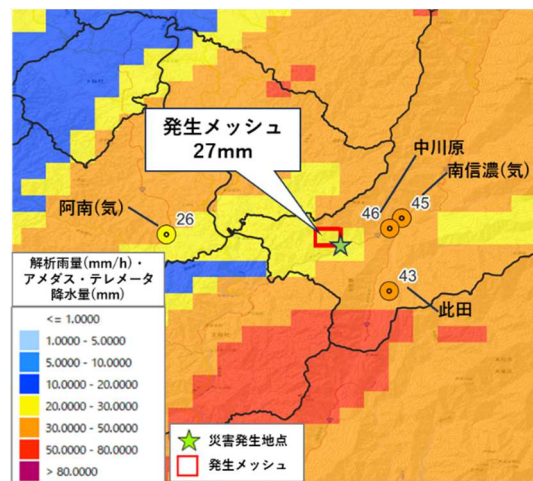 発生メッシュ
27mm
中川原
南信濃(気)
45
46
阿南(気)
26
43
此田
解析雨量(mm/h)・
アメダス・テレメータ
降水量(mm)
<= 1.0000
1.0000 - 5.0000
5.0000 - 10.0000
10.0000 - 20.0000
20.0000 - 30.0000
30.0000 - 50.0000
50.0000 - 80.0000
> 80.0000
災害発生地点
発生メッシュ